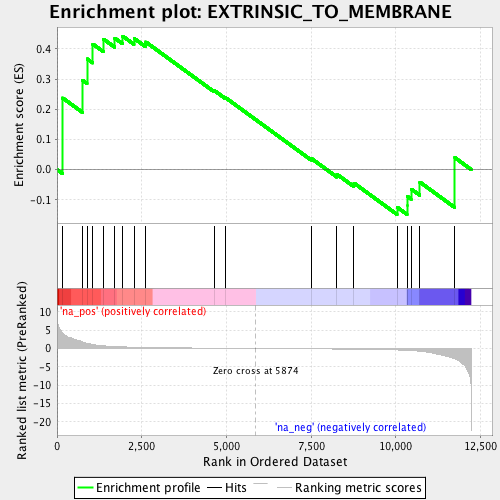 Enrichment plot: EXTRINSIC_TO_MEMBRANE
Enrichment score (ES)
0.4
0.3
0.2
0.1
0.0
-0.1
'na_pos' (positively correlated)
Ranked list metric (PreRanked)
10
5
0
-5
-10
-15
-20
Zero cross at 5874
'na_neg' (negatively correlated)
0
2,500
5,000
7,500
10,000
12,500
Rank in Ordered Dataset
Enrichment profile
Hits
Ranking metric scores